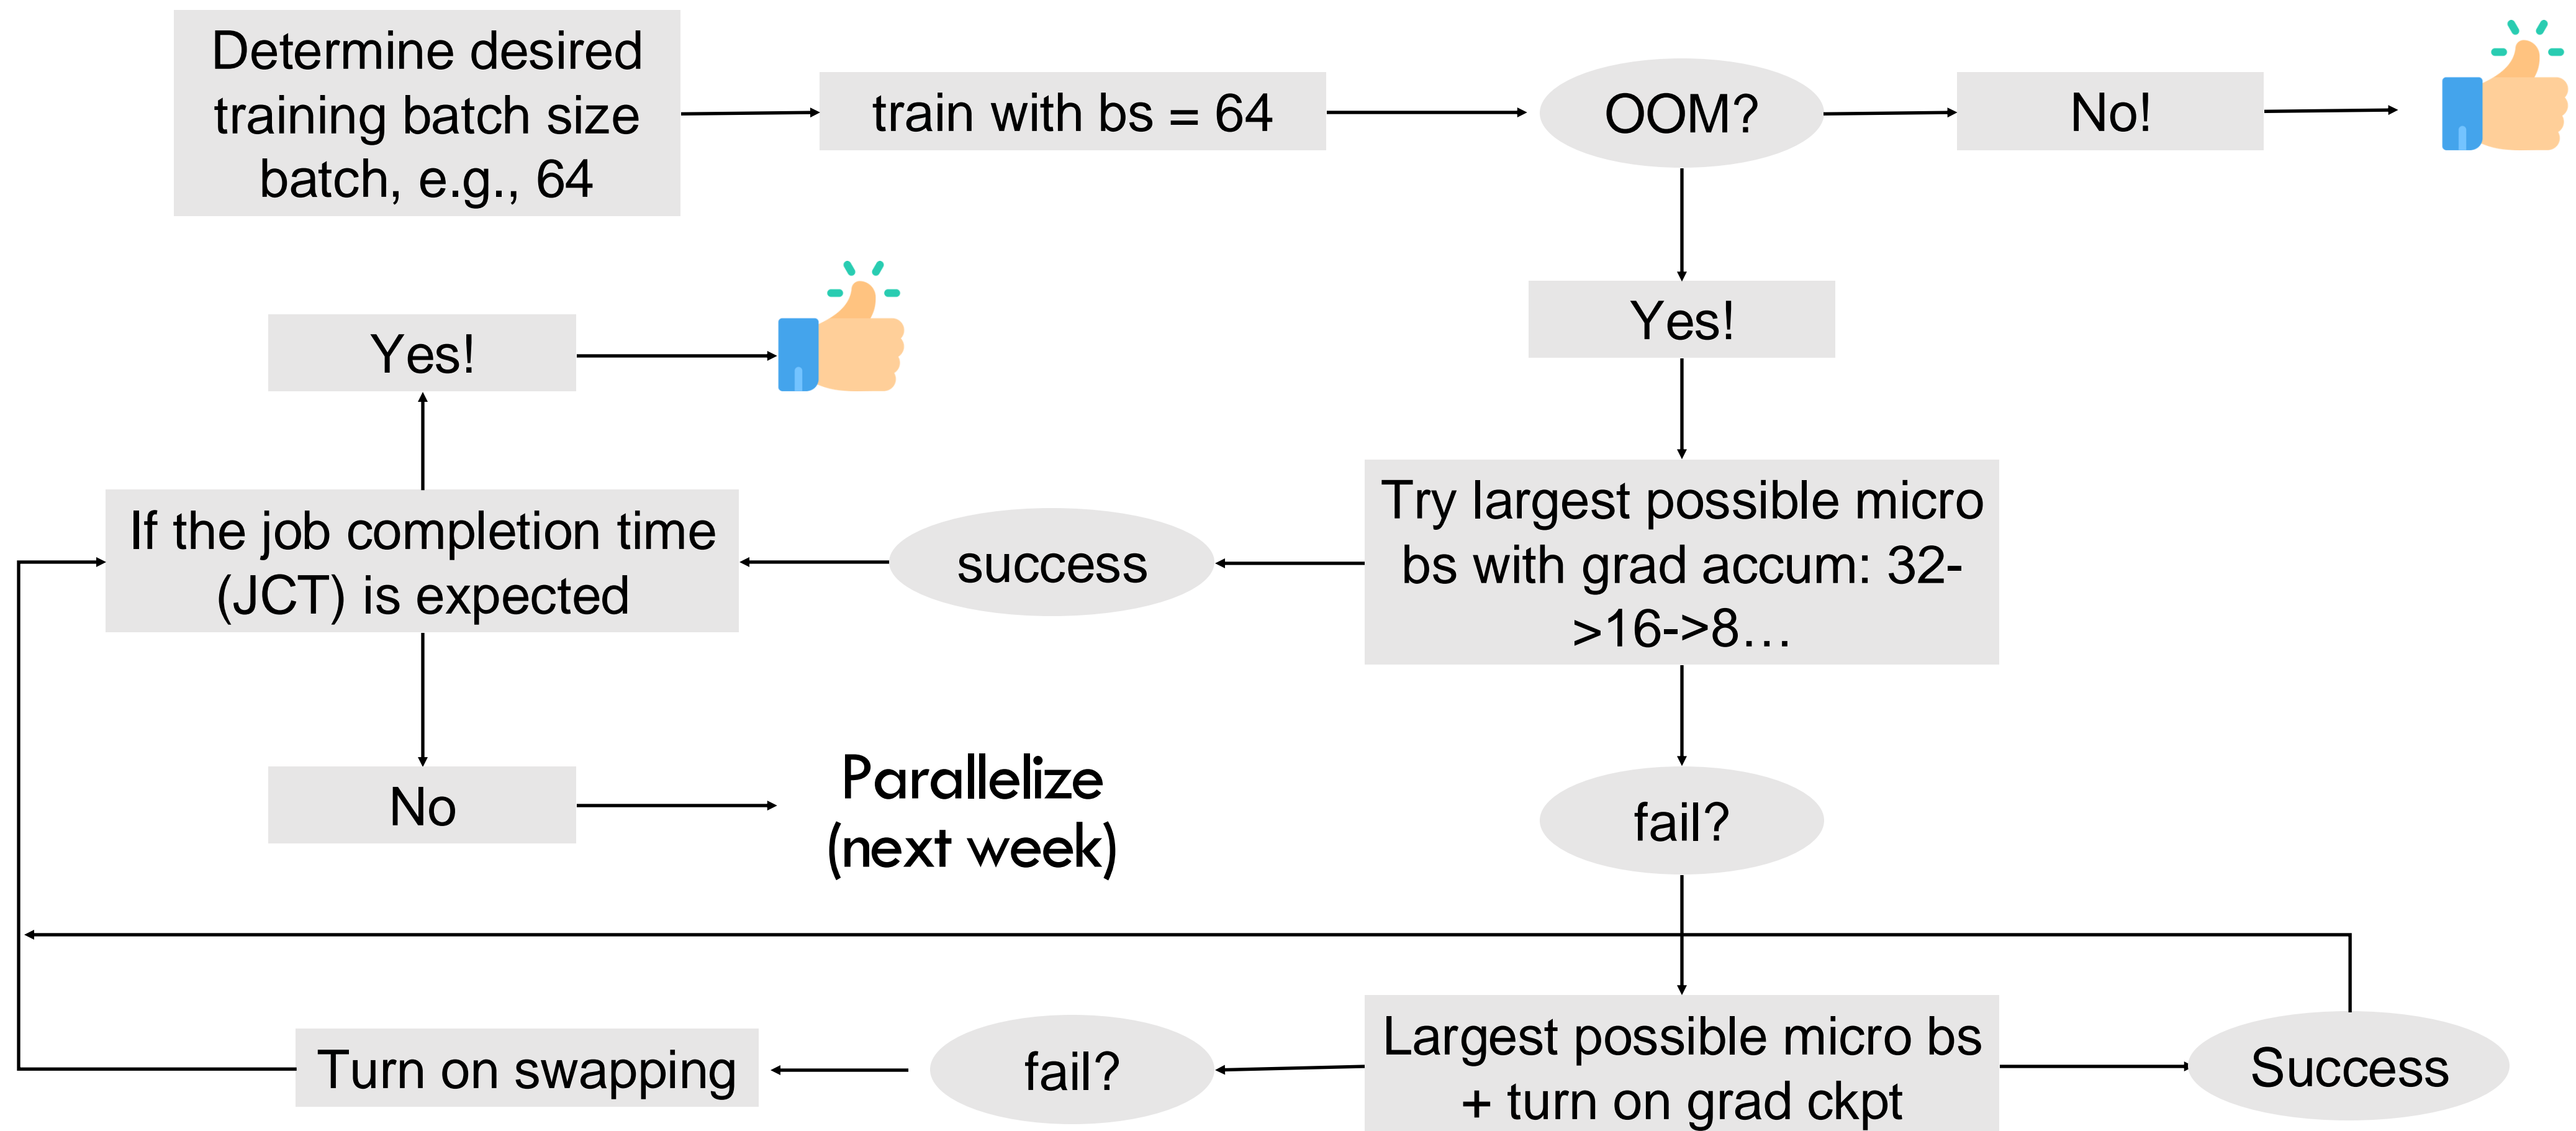 Determine desired
training batch size
batch, e.g., 64
train with bs = 64
OOM?
No!
Yes!
Yes!
If the job completion time
(JCT) is expected
success
Try largest possible micro
bs with grad accum: 32-
>16->8…
No
Parallelize
(next week)
fail?
Turn on swapping
fail?
Largest possible micro bs
+ turn on grad ckpt
Success